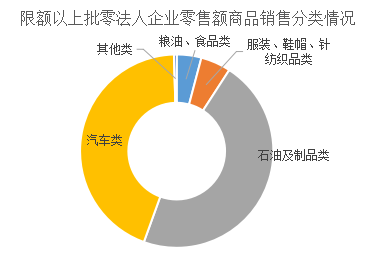 限额以上批零法人企业零售额商品销售分类情况
其他类
粮油、食品类
服装、鞋帽、针
纺织品类
汽车类
石油及制品类